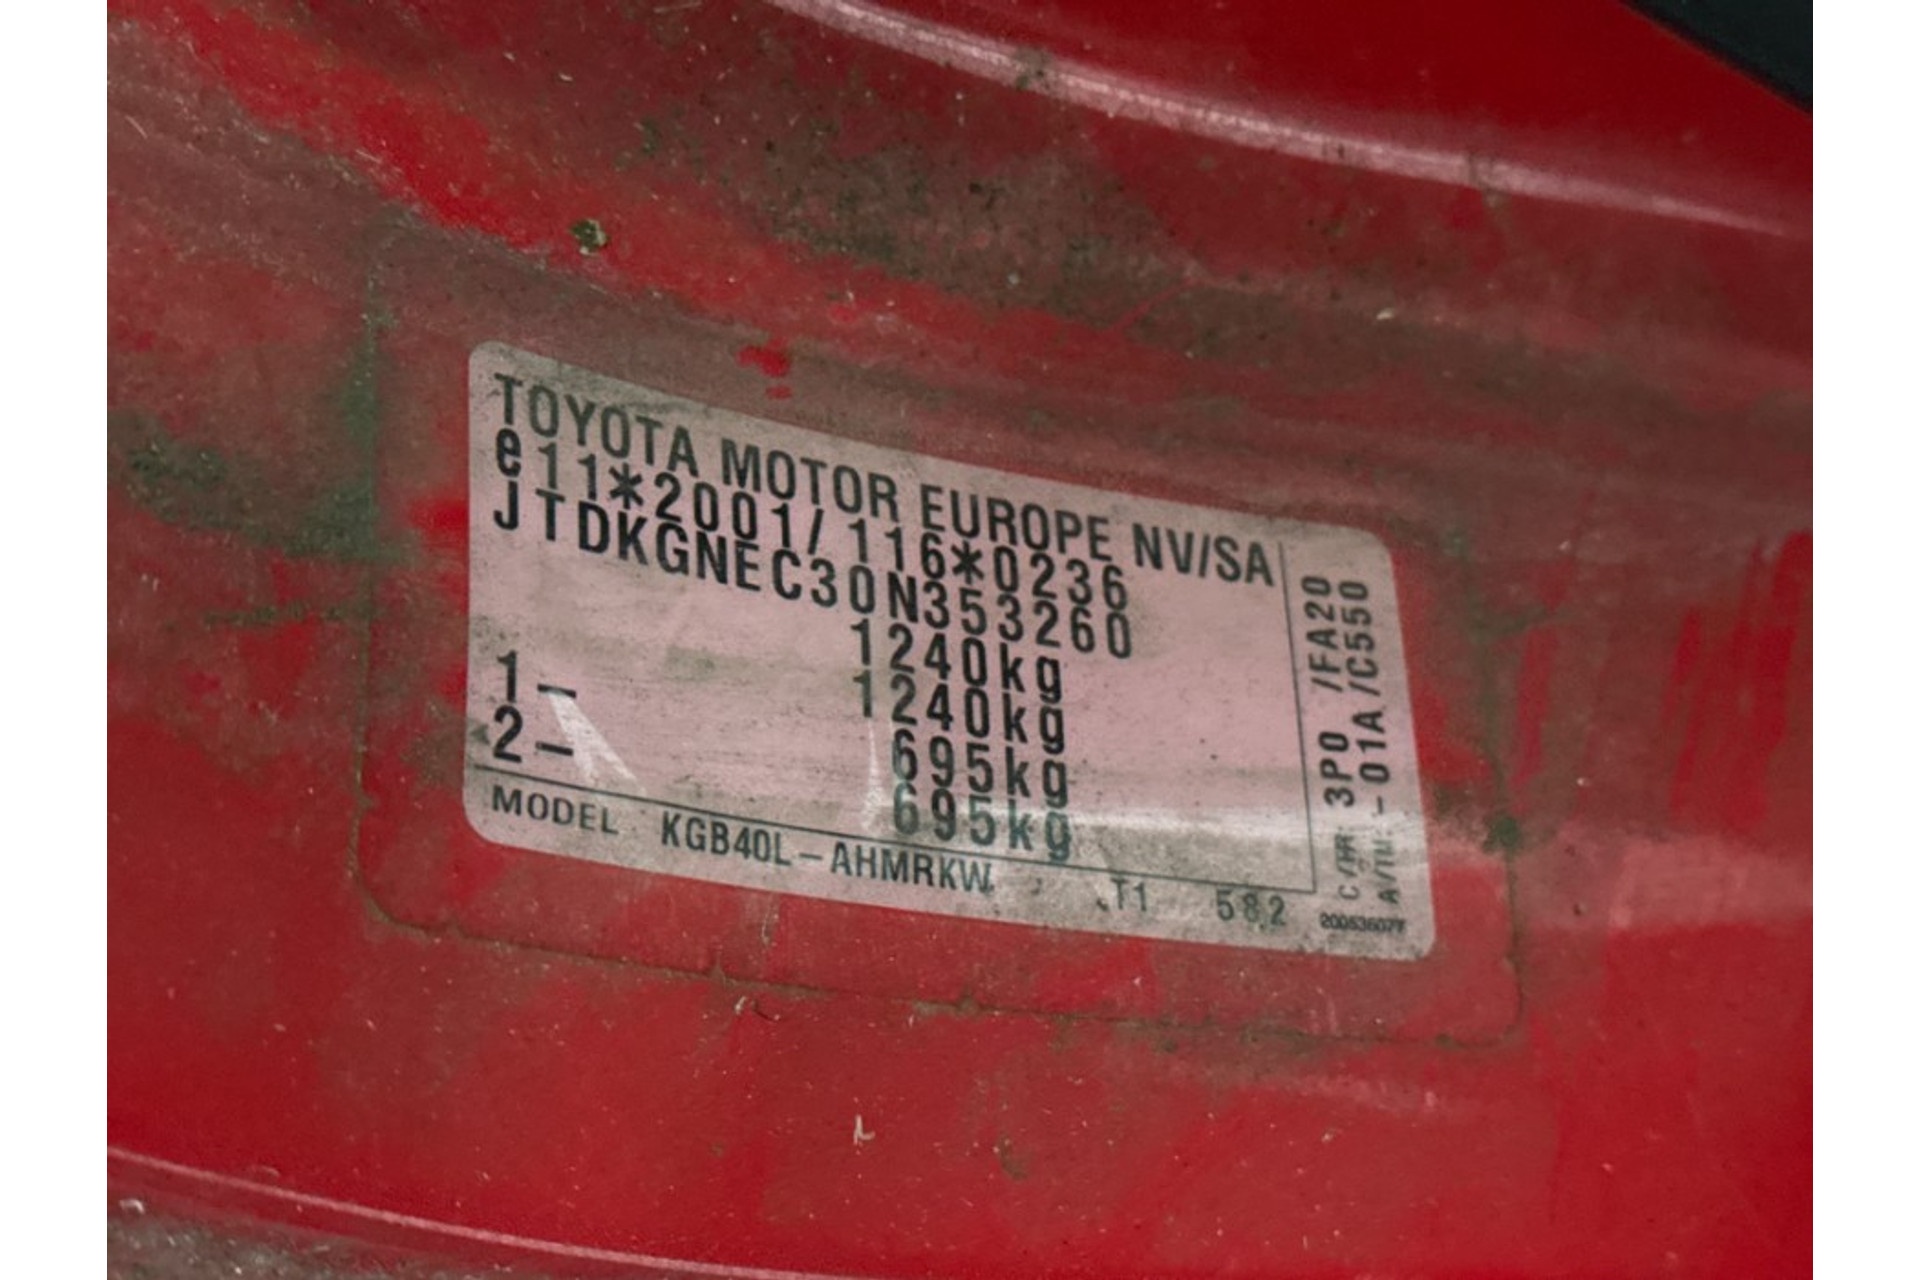 TOYOTA MOTOR EUROPE NV/SA
e11*2001/116*0236
JTDKGNEC30N353260
1240kg
1240kg
1- 695kg
2- 695kg
MODEL KGB40L-AHMRKW T1 582
C/TR 3P0 /FA20
A/TM -01A/C550